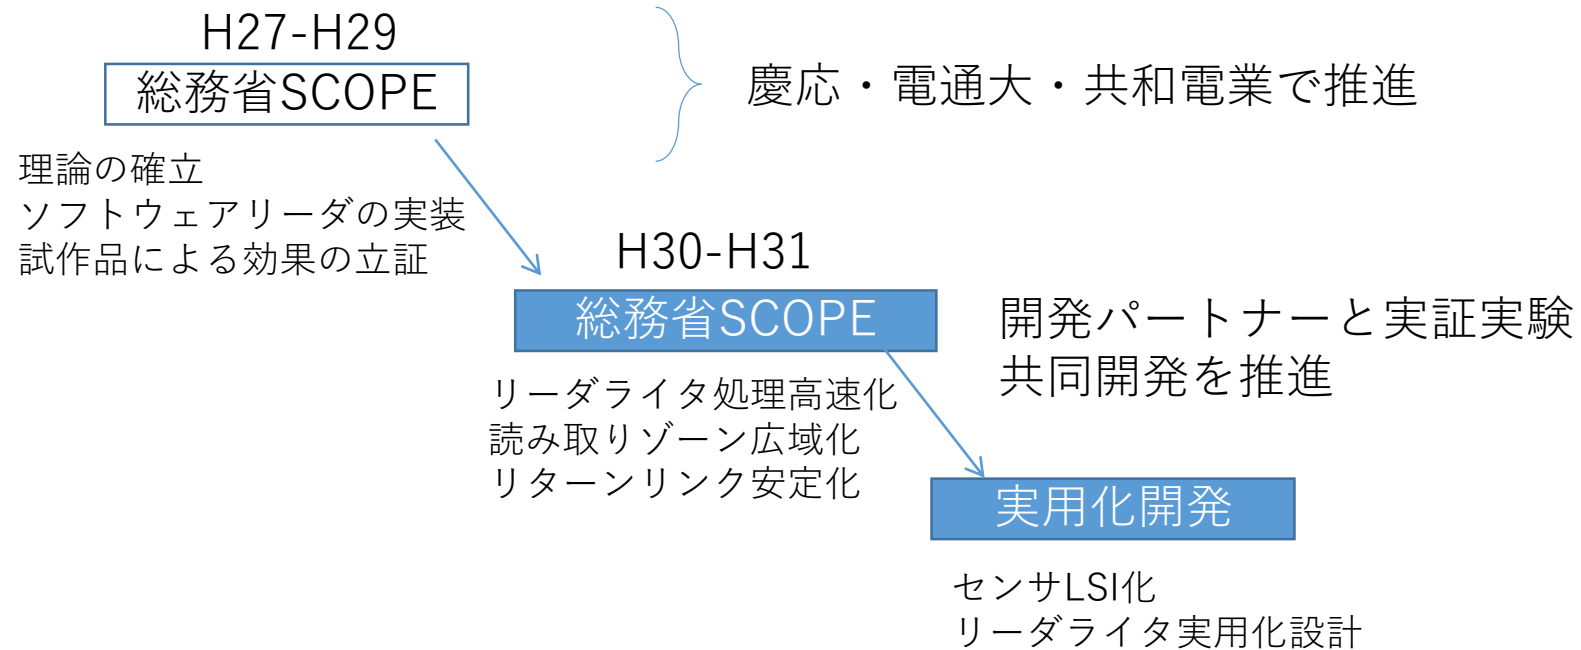 H27-H29
総務省SCOPE
慶応・電通大・共和電業で推進
理論の確立
ソフトウェアリーダの実装
試作品による効果の立証
H30-H31
総務省SCOPE
開発パートナーと実証実験
共同開発を推進
リーダライタ処理高速化
読み取りゾーン広域化
リターンリンク安定化
実用化開発
センサLSI化
リーダライタ実用化設計